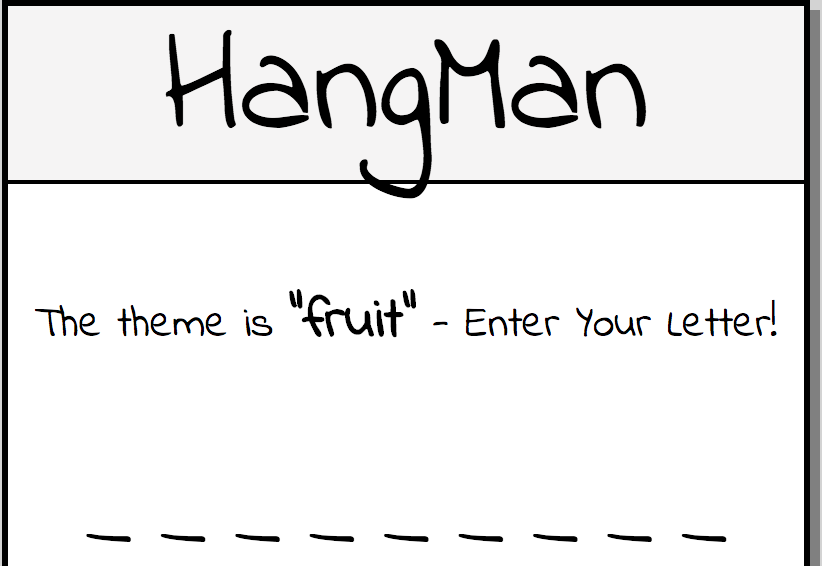 HangMan
The theme is "fruit" - Enter Your Letter!
_ _ _ _ _ _ _ _ _